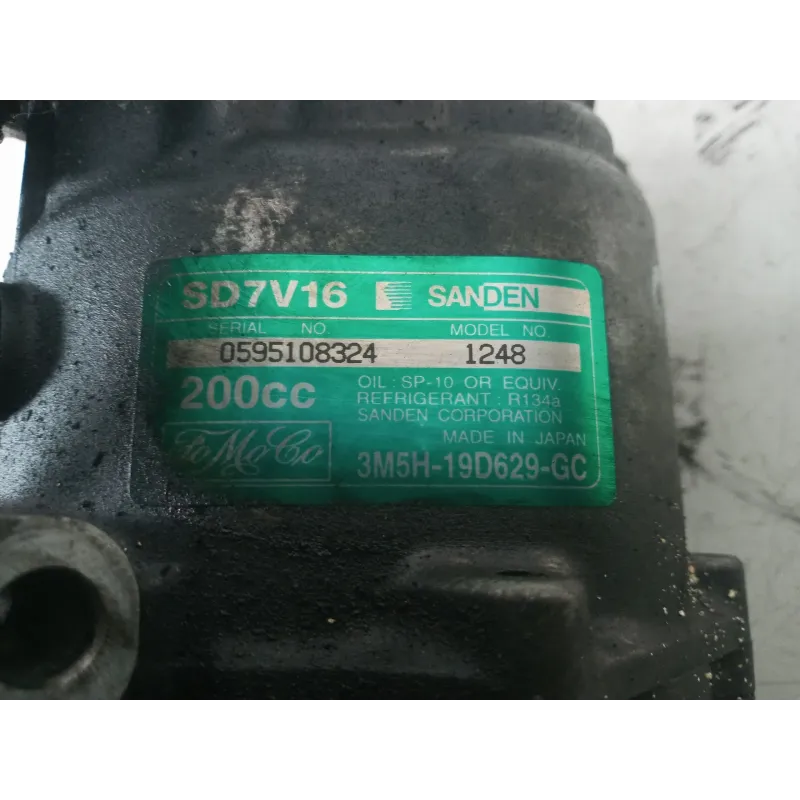 SD7V16 SANDEN
SERIAL NO. MODEL NO.
0595108324 1248
200cc OIL : SP-10 OR EQUIV.
REFRIGERANT : R134a
SANDEN CORPORATION
MADE IN JAPAN
FoMoCo 3M5H-19D629-GC